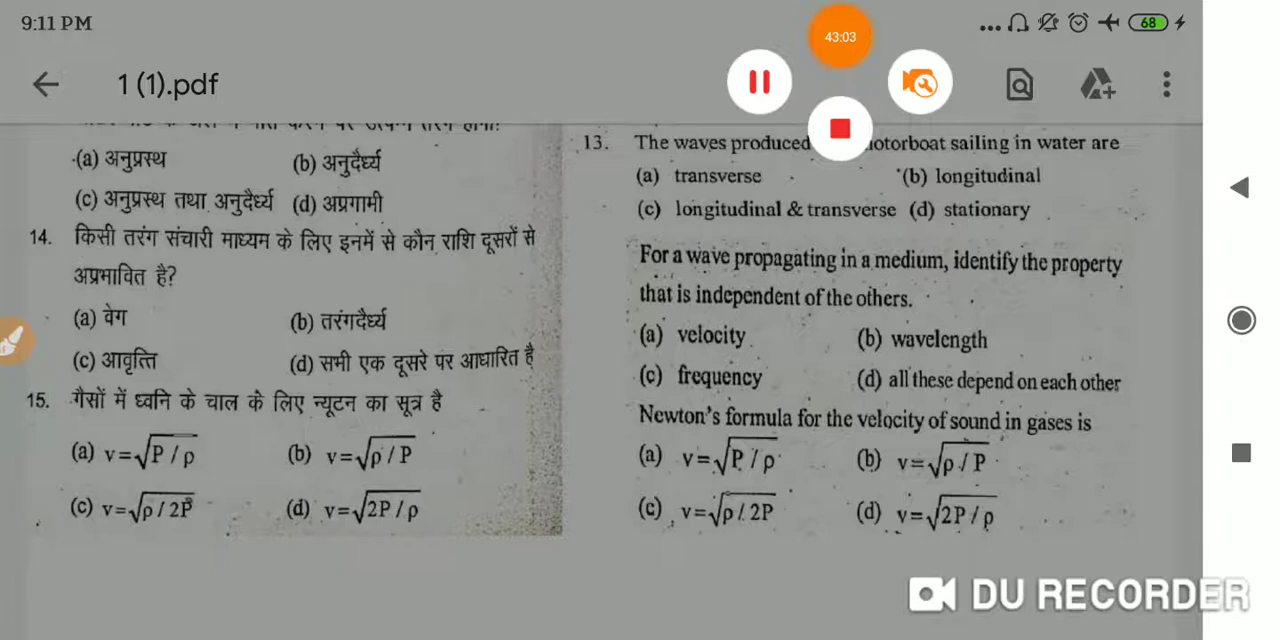 9:11 PM
43:03
68
1 (1).pdf
(a) अनुप्रस्थ (b) अनुदैर्ध्य
(c) अनुप्रस्थ तथा अनुदैर्ध्य (d) अप्रगामी
14. किसी तरंग संचारी माध्यम के लिए इनमें से कौन राशि दूसरों से
अप्रभावित है?
(a) वेग (b) तरंगदैर्ध्य
(c) आवृत्ति (d) सभी एक दूसरे पर आधारित है
15. गैसों में ध्वनि के चाल के लिए न्यूटन का सूत्र है
(a) v=√P/ρ (b) v=√ρ/P
(c) v=√ρ/2P (d) v=√2P/ρ
13. The waves produced otorboat sailing in water are
(a) transverse (b) longitudinal
(c) longitudinal & transverse (d) stationary
For a wave propagating in a medium, identify the property
that is independent of the others.
(a) velocity (b) wavelength
(c) frequency (d) all these depend on each other
Newton's formula for the velocity of sound in gases is
(a) v=√P/ρ (b) v=√ρ/P
(c) v=√ρ/2P (d) v=√2P/ρ
DU RECORDER